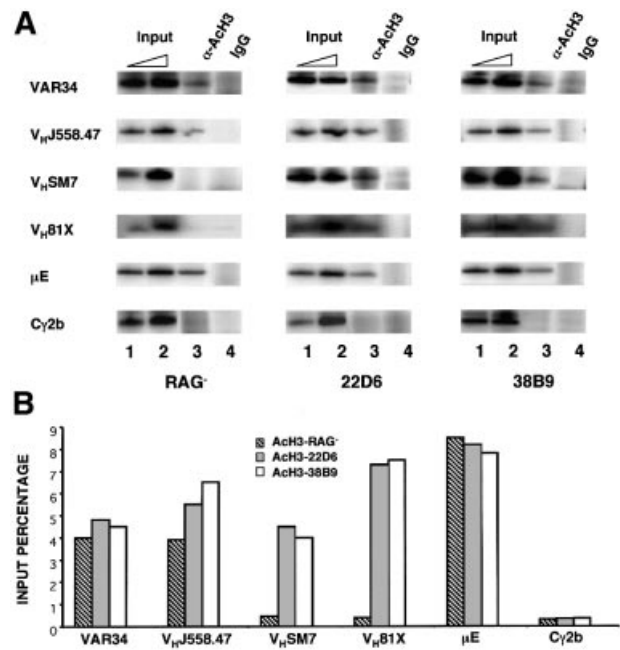 A
Input α-AcH3 IgG Input α-AcH3 IgG Input α-AcH3 IgG
VAR34
VHJ558.47
VHSM7
VH81X
μE
Cγ2b
1 2 3 4 1 2 3 4 1 2 3 4
RAG- 22D6 38B9
B
9
8
7
6
5
4
3
2
1
0
INPUT PERCENTAGE
AcH3-RAG-
AcH3-22D6
AcH3-38B9
VAR34 VHJ558.47 VHSM7 VH81X μE Cγ2b